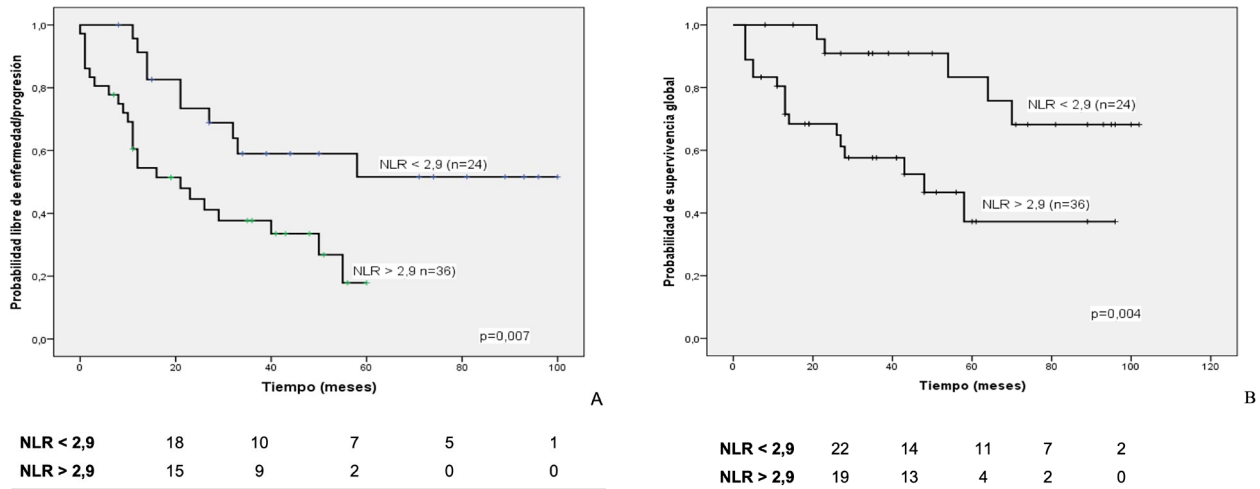 Probabilidad libre de enfermedad/progresión
1,0
0,8
0,6
0,4
0,2
0,0
NLR < 2,9 (n=24)
NLR > 2,9 n=36)
p=0,007
0 20 40 60 80 100
Tiempo (meses)
A
NLR < 2,9 18 10 7 5 1
NLR > 2,9 15 9 2 0 0
Probabilidad de supervivencia global
1,0
0,8
0,6
0,4
0,2
0,0
NLR < 2,9 (n=24)
NLR > 2,9 (n=36)
p=0,004
0 20 40 60 80 100 120
Tiempo (meses)
B
NLR < 2,9 22 14 11 7 2
NLR > 2,9 19 13 4 2 0